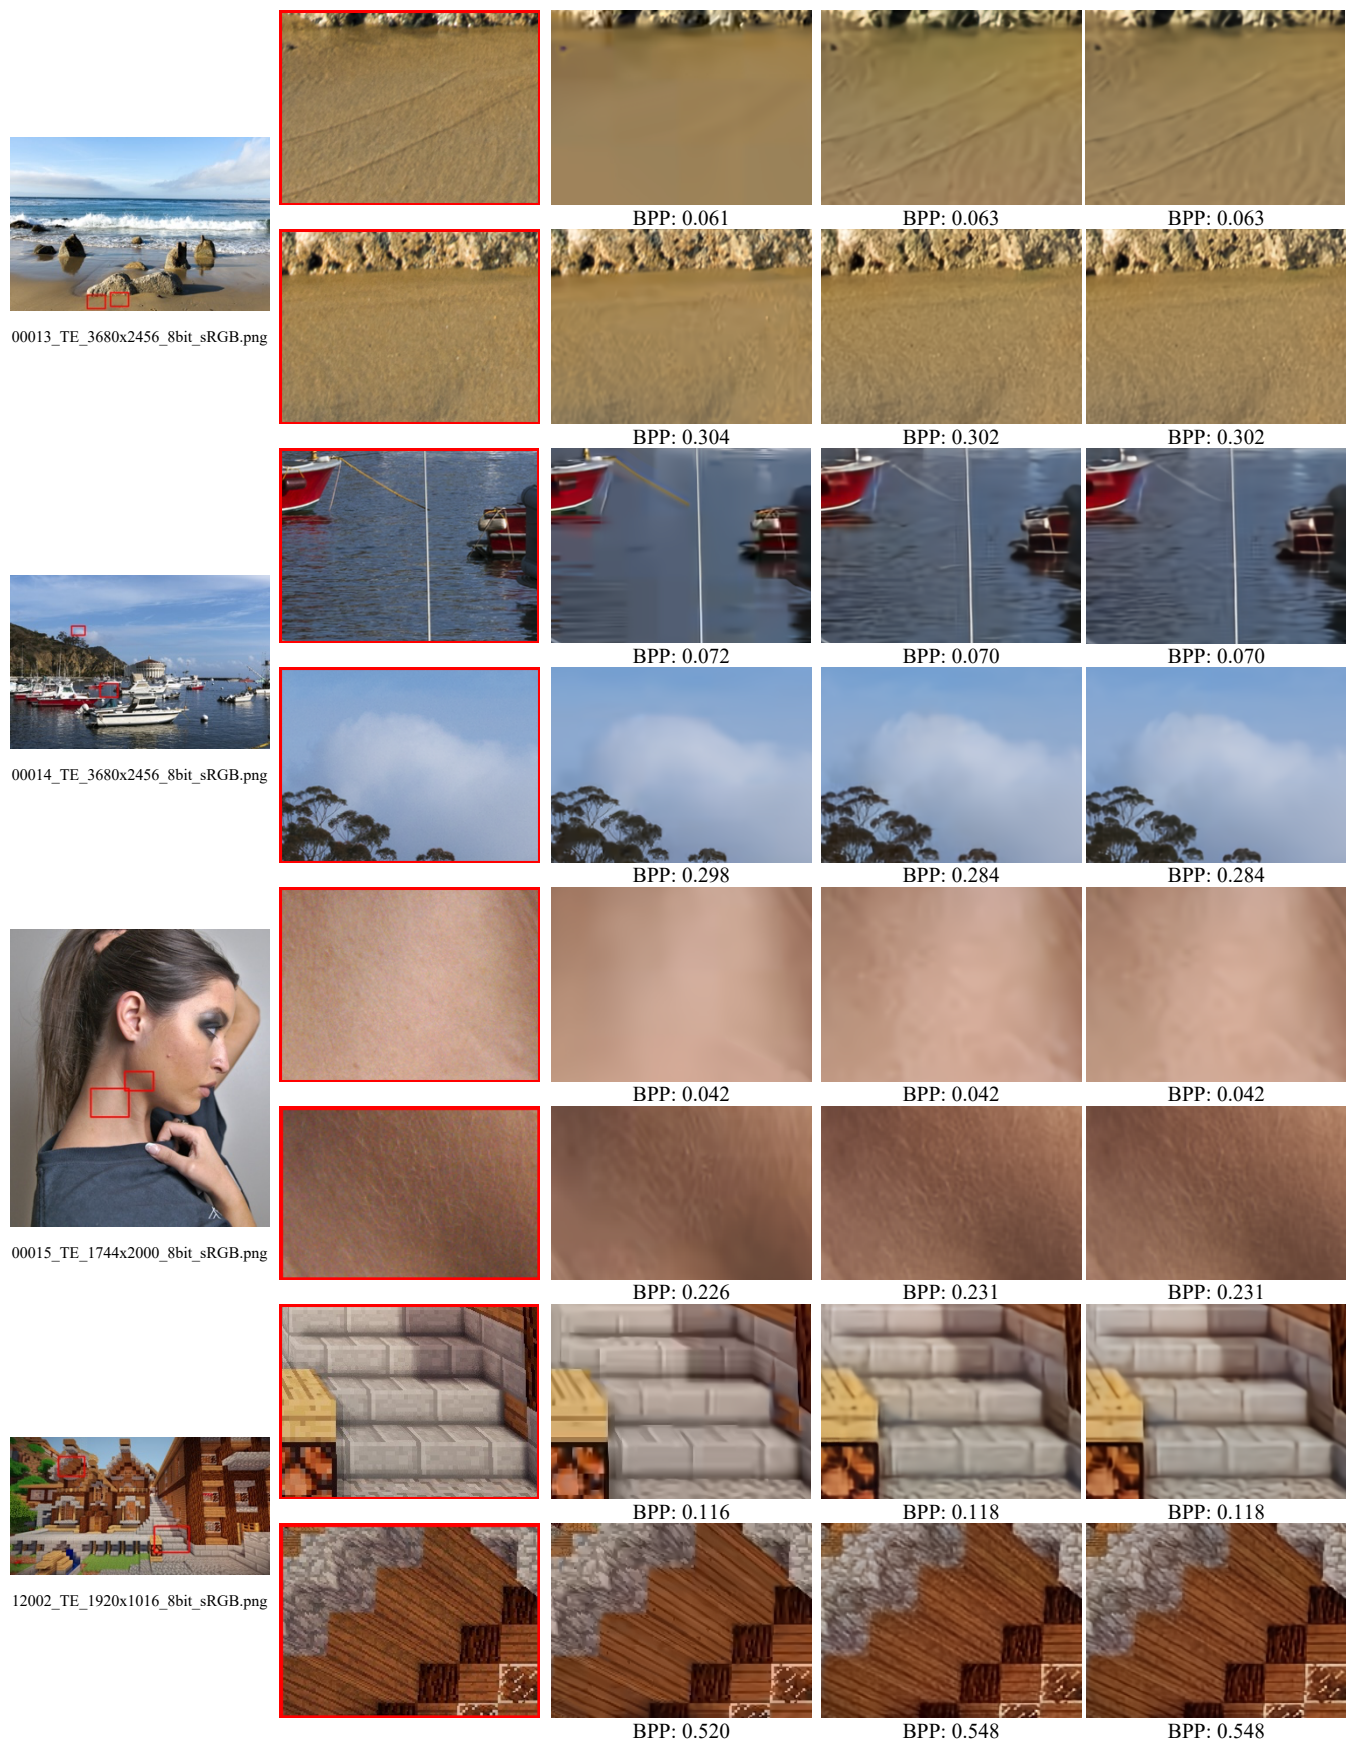 BPP: 0.061 BPP: 0.063 BPP: 0.063
00013_TE_3680x2456_8bit_sRGB.png
BPP: 0.304 BPP: 0.302 BPP: 0.302
BPP: 0.072 BPP: 0.070 BPP: 0.070
00014_TE_3680x2456_8bit_sRGB.png
BPP: 0.298 BPP: 0.284 BPP: 0.284
BPP: 0.042 BPP: 0.042 BPP: 0.042
00015_TE_1744x2000_8bit_sRGB.png
BPP: 0.226 BPP: 0.231 BPP: 0.231
BPP: 0.116 BPP: 0.118 BPP: 0.118
12002_TE_1920x1016_8bit_sRGB.png
BPP: 0.520 BPP: 0.548 BPP: 0.548